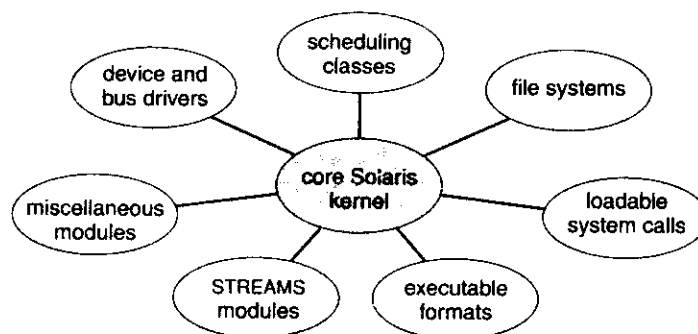 scheduling
classes
device and
bus drivers
file systems
core Solaris
kernel
miscellaneous
modules
loadable
system calls
STREAMS
modules
executable
formats